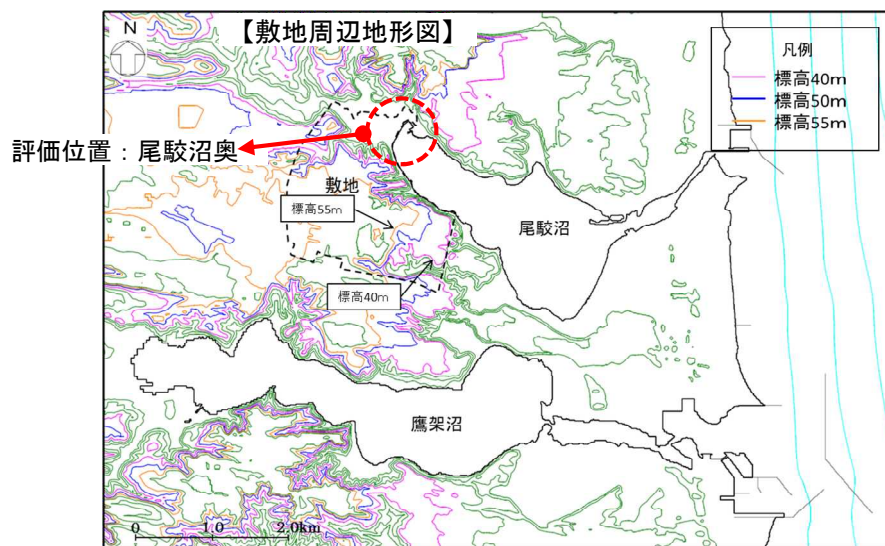 【敷地周辺地形図】
N
凡例
標高40m
標高50m
標高55m
評価位置：尾駮沼奥
敷地
標高55m
尾駮沼
標高40m
鷹架沼
0 1.0 2.0km